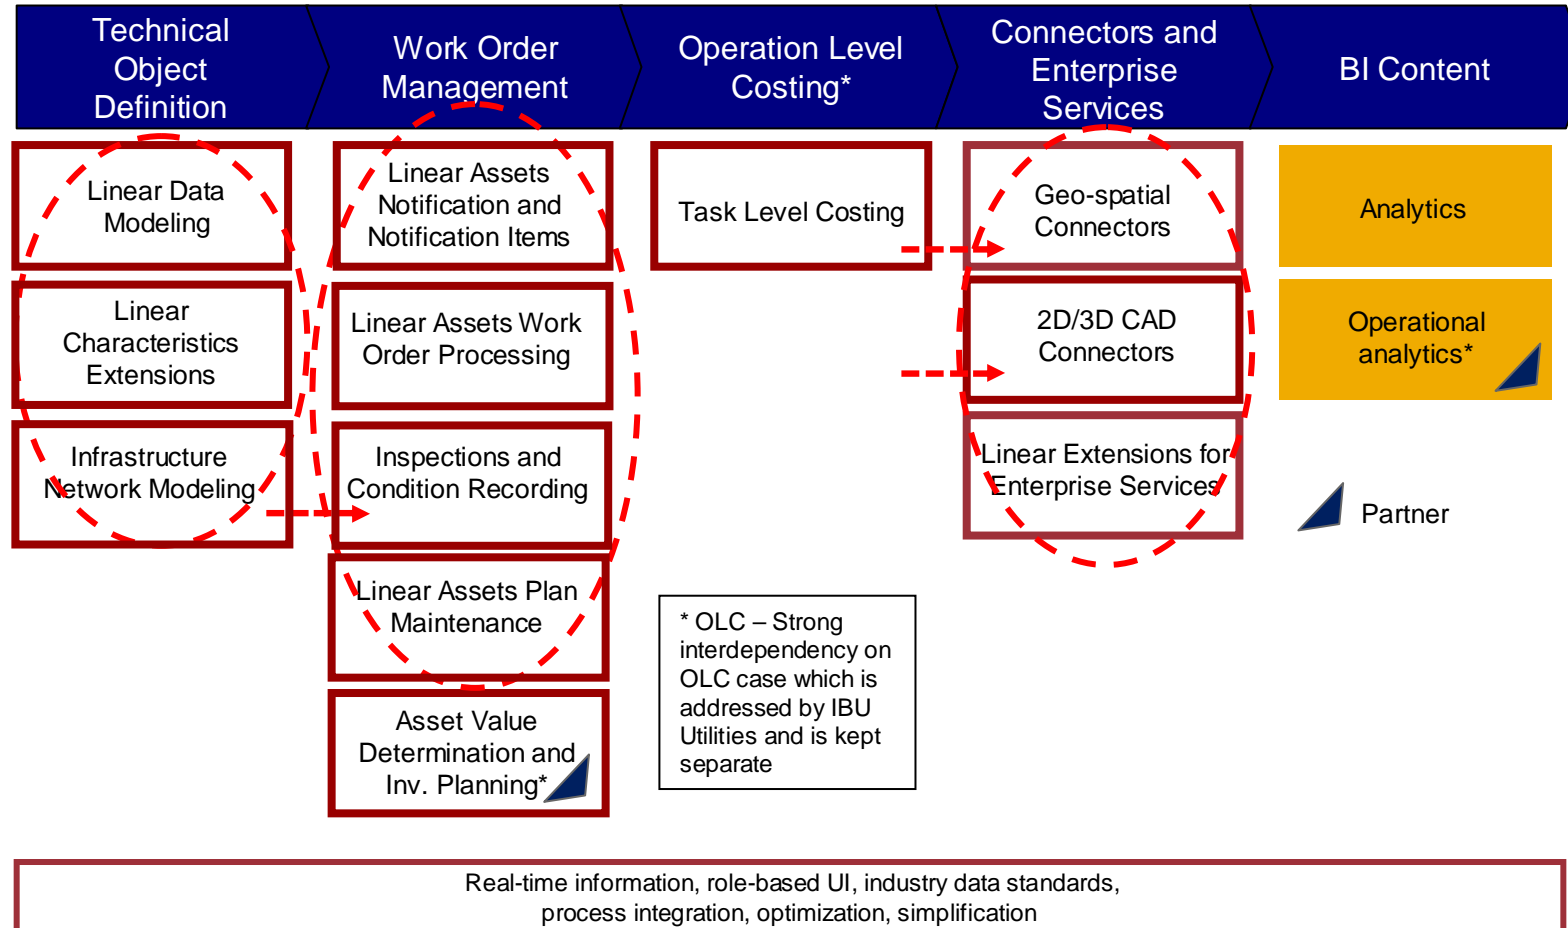 Technical
Object
Definition
Work Order
Management
Operation Level
Costing*
Connectors and
Enterprise
Services
BI Content
Linear Data
Modeling
Linear
Characteristics
Extensions
Infrastructure
Network Modeling
Linear Assets
Notification and
Notification Items
Linear Assets Work
Order Processing
Inspections and
Condition Recording
Linear Assets Plan
Maintenance
Asset Value
Determination and
Inv. Planning*
Task Level Costing
* OLC – Strong
interdependency on
OLC case which is
addressed by IBU
Utilities and is kept
separate
Geo-spatial
Connectors
2D/3D CAD
Connectors
Linear Extensions for
Enterprise Services
Analytics
Operational
analytics*
Partner
Real-time information, role-based UI, industry data standards,
process integration, optimization, simplification